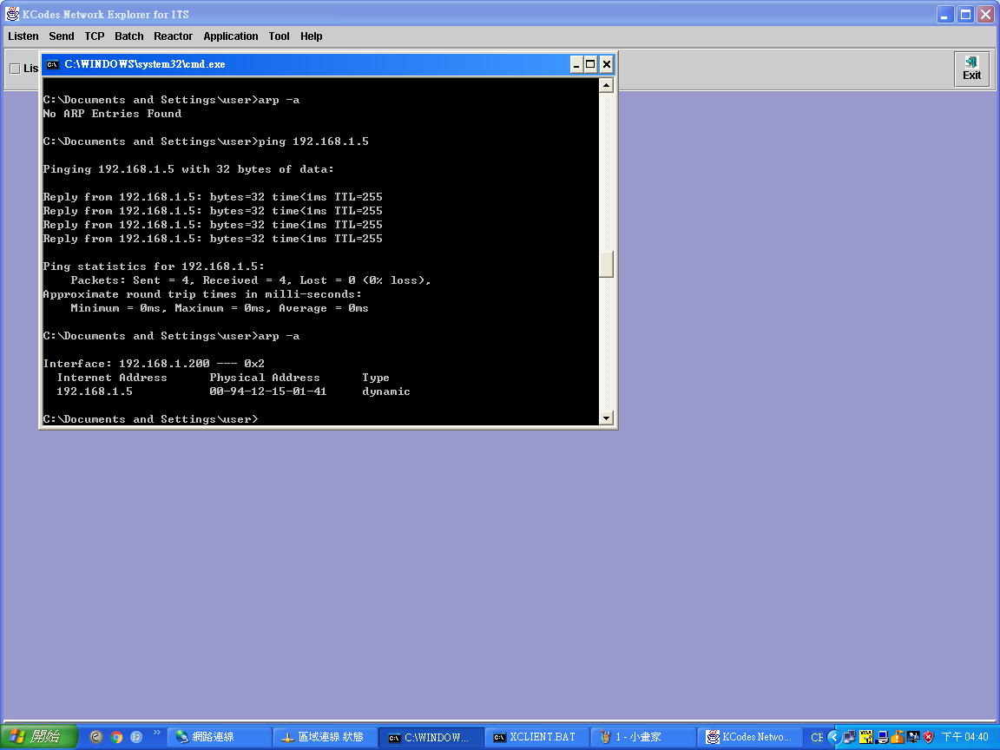 KCodes Network Explorer for ITS
Listen Send TCP Batch Reactor Application Tool Help
Lis
Exit
C:\WINDOWS\system32\cmd.exe
C:\Documents and Settings\user>arp -a
No ARP Entries Found
C:\Documents and Settings\user>ping 192.168.1.5
Pinging 192.168.1.5 with 32 bytes of data:
Reply from 192.168.1.5: bytes=32 time<1ms TTL=255
Reply from 192.168.1.5: bytes=32 time<1ms TTL=255
Reply from 192.168.1.5: bytes=32 time<1ms TTL=255
Reply from 192.168.1.5: bytes=32 time<1ms TTL=255
Ping statistics for 192.168.1.5:
Packets: Sent = 4, Received = 4, Lost = 0 (0% loss),
Approximate round trip times in milli-seconds:
Minimum = 0ms, Maximum = 0ms, Average = 0ms
C:\Documents and Settings\user>arp -a
Interface: 192.168.1.200 --- 0x2
Internet Address Physical Address Type
192.168.1.5 00-94-12-15-01-41 dynamic
C:\Documents and Settings\user>
開始 網路連線 區域連線 狀態 C:\WINDOW... XCLIENT.BAT 1 - 小畫家 KCodes Netwo... CH 下午 04:40